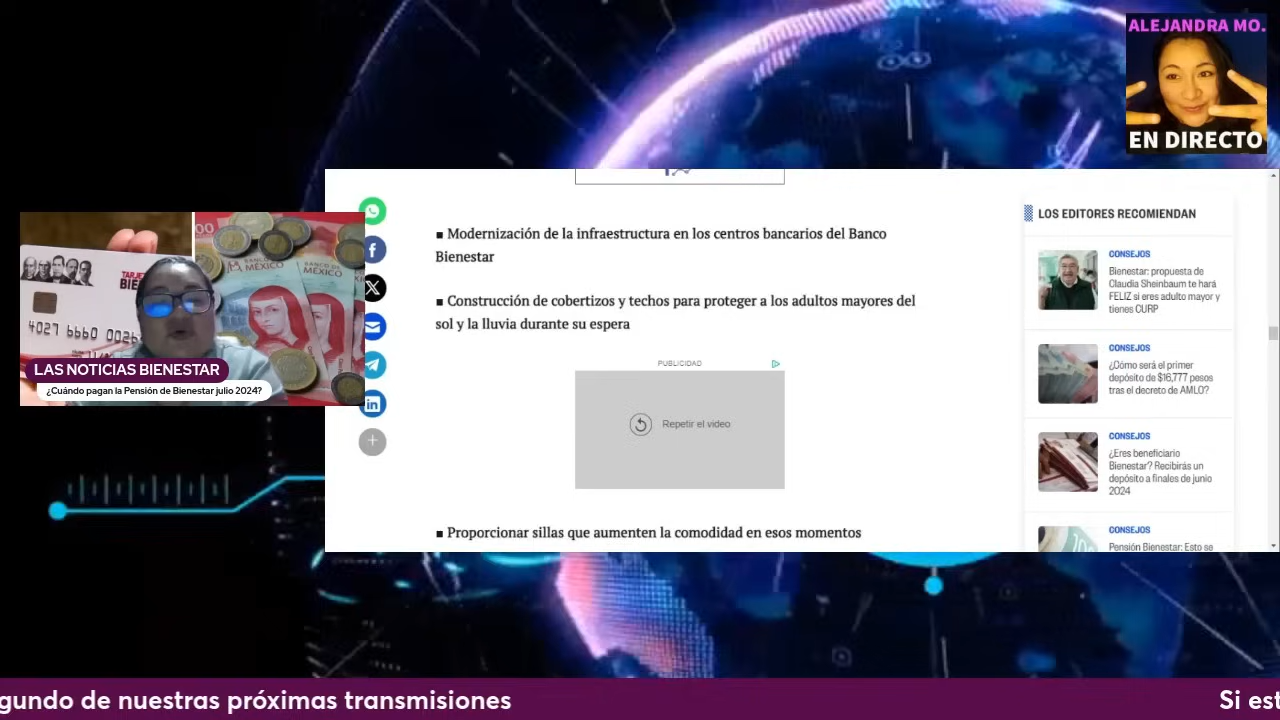 ALEJANDRA MO.
EN DIRECTO
■ Modernización de la infraestructura en los centros bancarios del Banco
Bienestar
■ Construcción de cobertizos y techos para proteger a los adultos mayores del
sol y la lluvia durante su espera
PUBLICIDAD
Repetir el video
■ Proporcionar sillas que aumenten la comodidad en esos momentos
LOS EDITORES RECOMIENDAN
CONSEJOS
Bienestar: propuesta de
Claudia Sheinbaum te hará
FELIZ si eres adulto mayor y
tienes CURP
CONSEJOS
¿Cómo será el primer
depósito de $16,777 pesos
tras el decreto de AMLO?
CONSEJOS
¿Eres beneficiario
Bienestar? Recibirás un
depósito a finales de junio
2024
CONSEJOS
Pensión Bienestar: Esto se
BANCO DE
MÉXICO
4027 6660 0026
LAS NOTICIAS BIENESTAR
¿Cuándo pagan la Pensión de Bienestar julio 2024?
gundo de nuestras próximas transmisiones
Si est